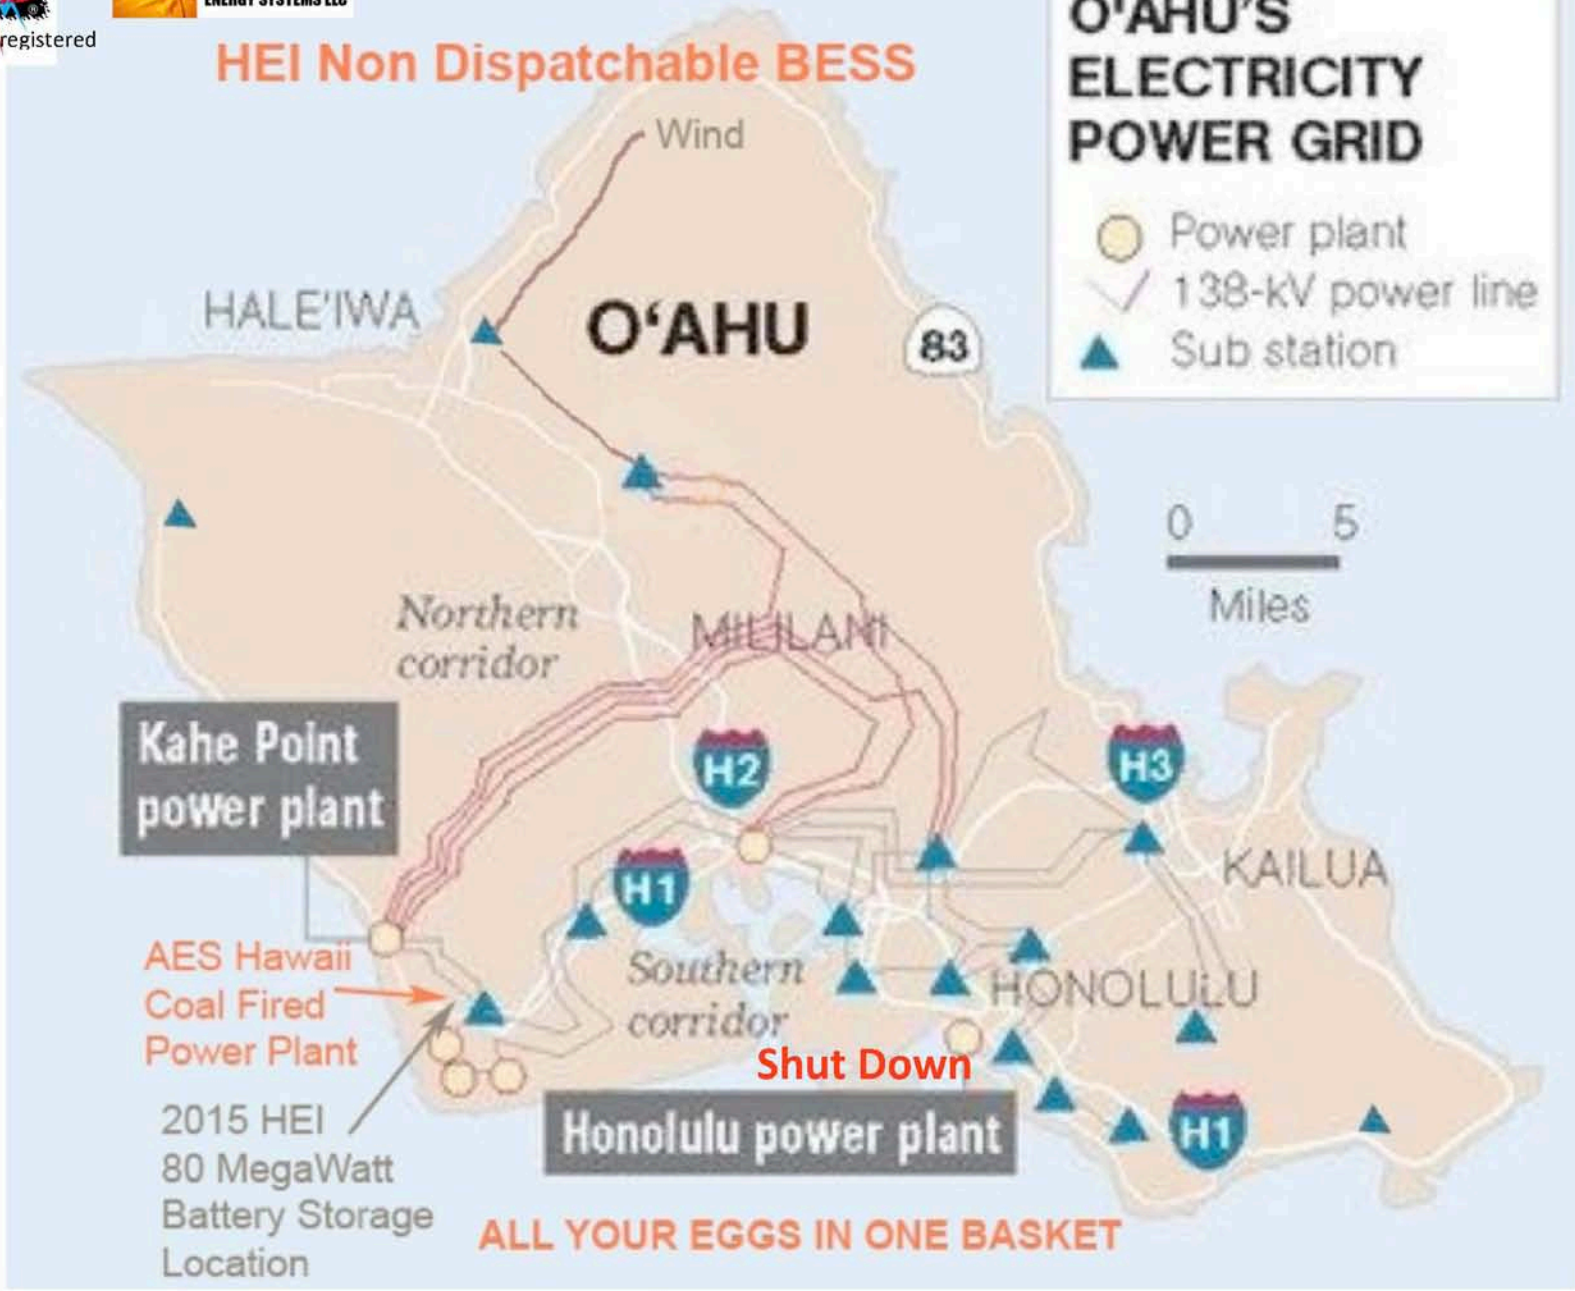 ENERGY SYSTEMS LLC
registered
HEI Non Dispatchable BESS
O'AHU'S
ELECTRICITY
POWER GRID
Power plant
138-kV power line
Sub station
Wind
HALE'IWA
O‘AHU
83
0 5
Miles
Northern
corridor
MILILANI
Kahe Point
power plant
H2
H3
H1
KAILUA
AES Hawaii
Coal Fired
Power Plant
Southern
corridor
HONOLULU
Shut Down
Honolulu power plant
H1
2015 HEI
80 MegaWatt
Battery Storage
Location
ALL YOUR EGGS IN ONE BASKET